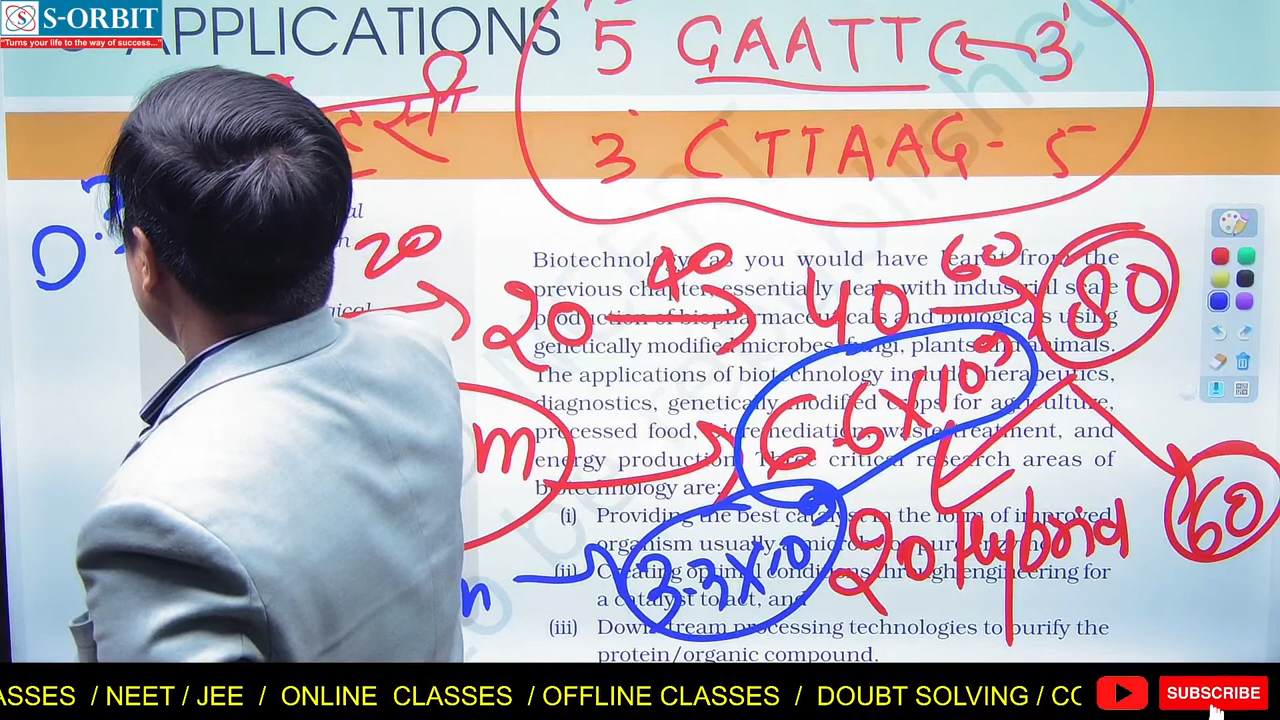 S-ORBIT
"Turns your life to the way of success..."
APPLICATIONS
5' GAATTC 3'
3' CTTAAG - 5
20
20
40
40
60
80
m
6.6 X 10⁹
3.3 X 10⁹
20 Hybrid
60
Biotechnology, as you would have learnt from the
previous chapter, essentially deals with industrial scale
production of biopharmaceuticals and biologicals using
genetically modified microbes, fungi, plants and animals.
The applications of biotechnology include therapeutics,
diagnostics, genetically modified crops for agriculture,
processed food, bioremediation, waste treatment, and
energy production. Three critical research areas of
biotechnology are:
(i) Providing the best catalyst in the form of improved
organism usually a microbe or pure enzyme.
(ii) Creating optimal conditions through engineering for
a catalyst to act, and
(iii) Downstream processing technologies to purify the
protein/organic compound.
ASSES / NEET / JEE / ONLINE CLASSES / OFFLINE CLASSES / DOUBT SOLVING / CO
SUBSCRIBE